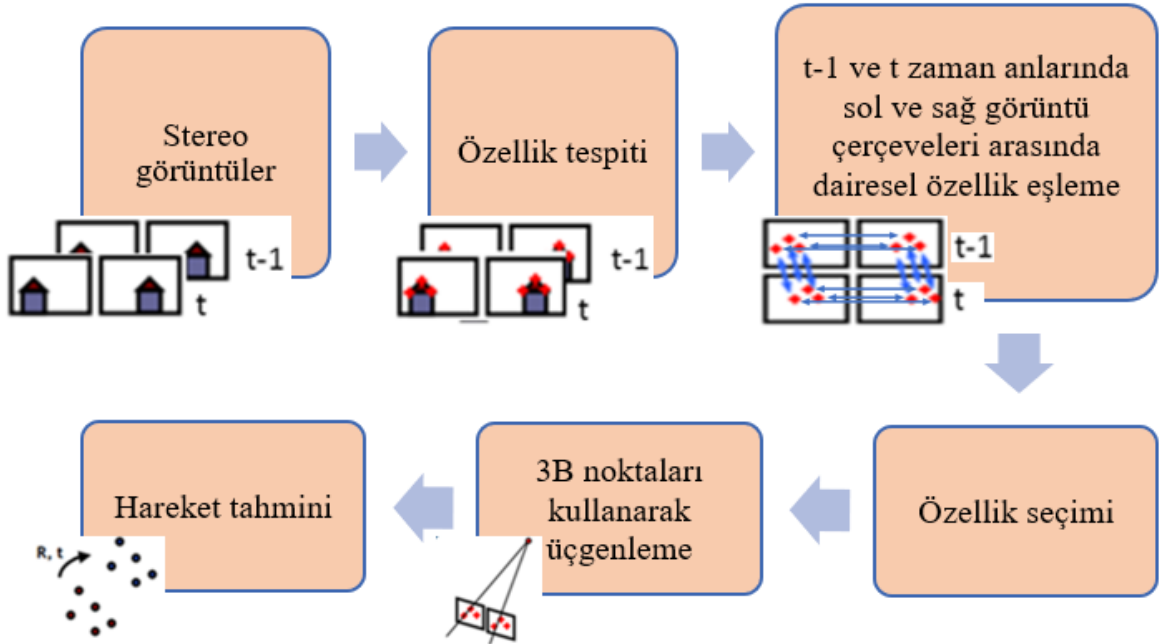 Stereo
görüntüler
t-1
t
Özellik tespiti
t-1
t
t-1 ve t zaman anlarında
sol ve sağ görüntü
çerçeveleri arasında
dairesel özellik eşleme
t-1
t
Özellik seçimi
3B noktaları
kullanarak
üçgenleme
Hareket tahmini
R, t